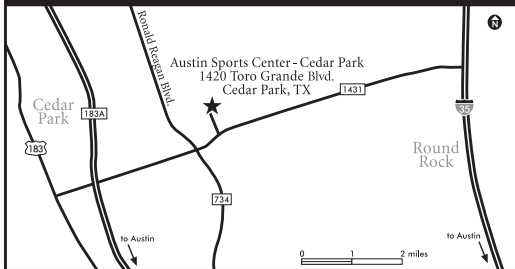 N
Ronald Reagan Blvd.
Austin Sports Center - Cedar Park
1420 Toro Grande Blvd.
Cedar Park, TX
1431
Cedar
Park
183A
35
183
Round
Rock
734
to Austin
to Austin
0 1 2 miles